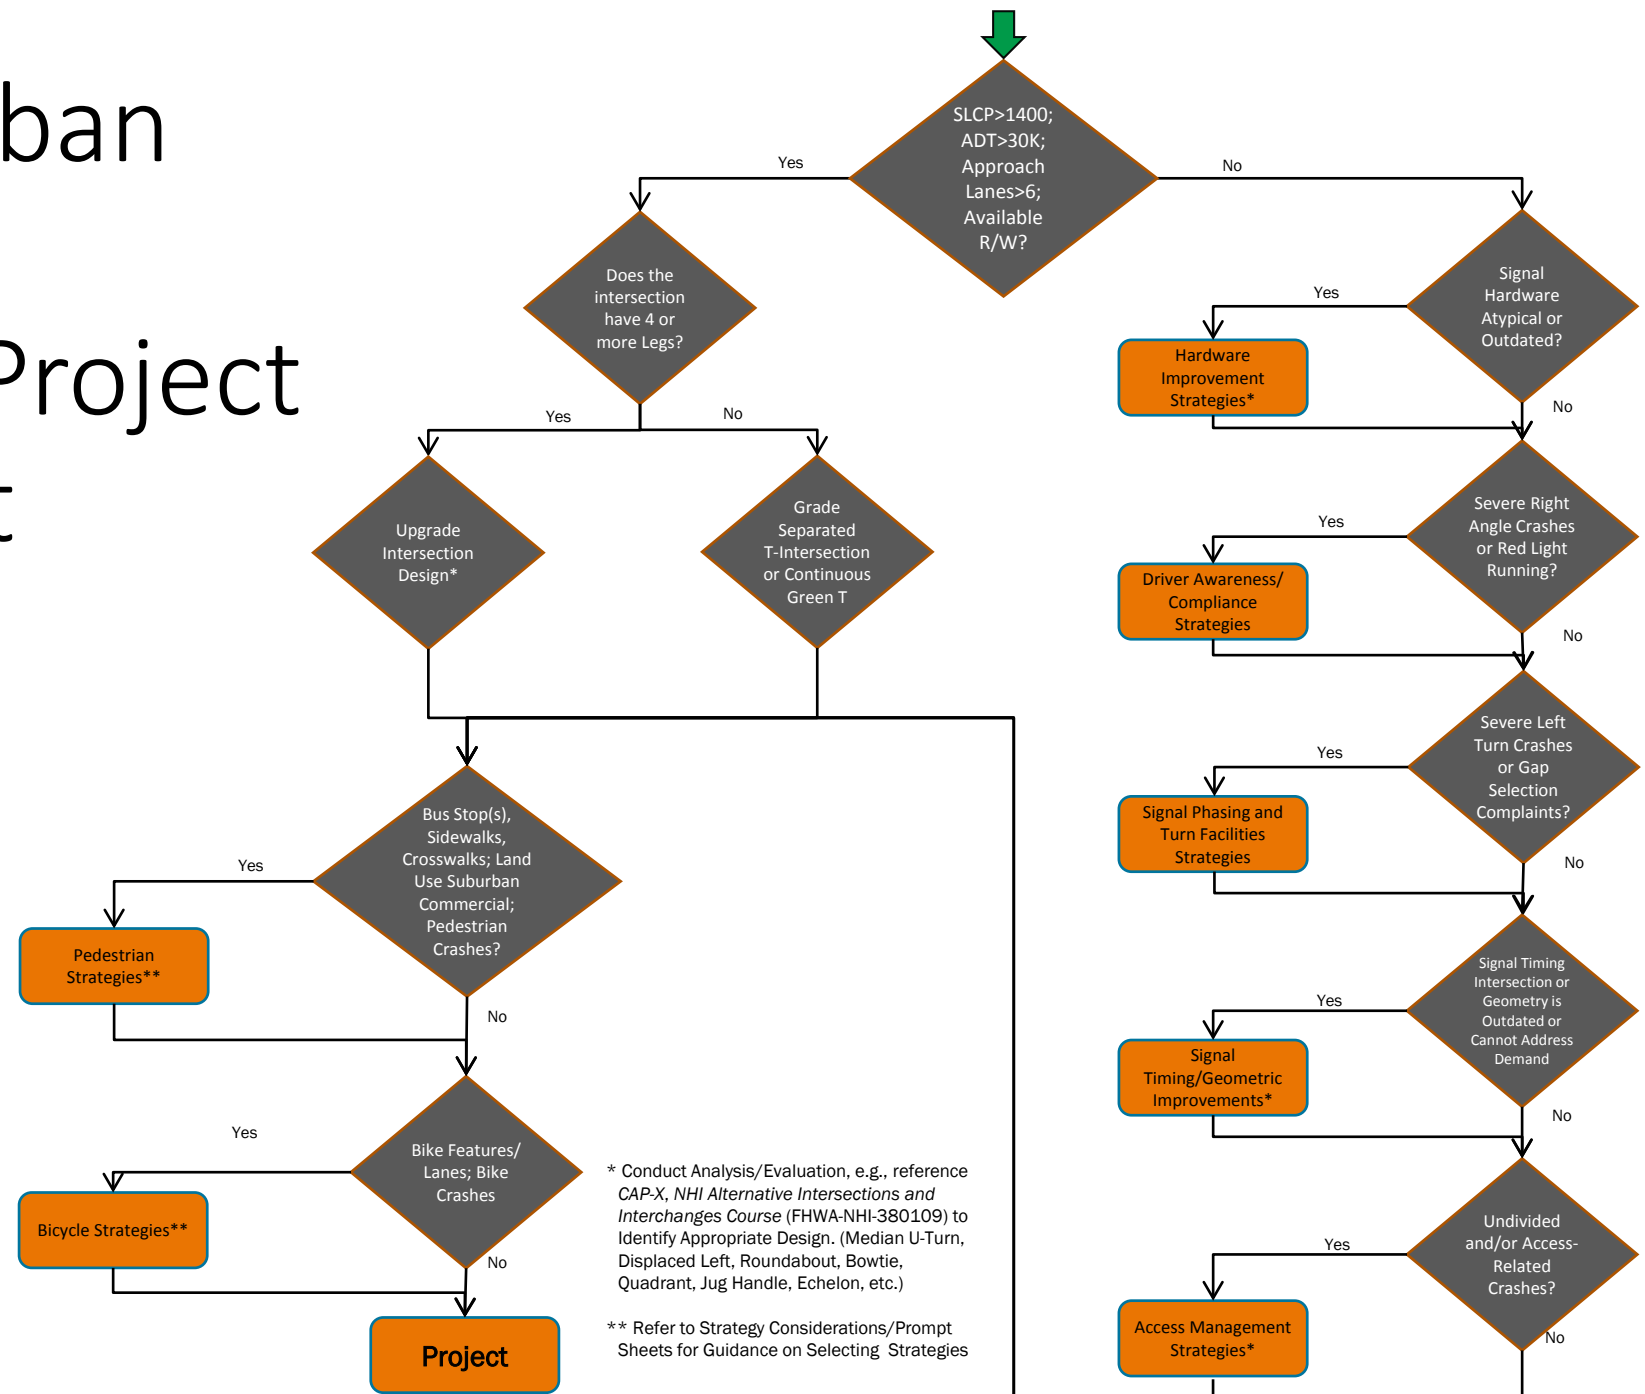 ban
Project
t
SLCP>1400;
ADT>30K;
Approach
Lanes>6;
Available
R/W?
Yes
No
Does the
intersection
have 4 or
more Legs?
Yes
No
Upgrade
Intersection
Design*
Grade
Separated
T-Intersection
or Continuous
Green T
Bus Stop(s),
Sidewalks,
Crosswalks; Land
Use Suburban
Commercial;
Pedestrian
Crashes?
Yes
No
Pedestrian
Strategies**
Bike Features/
Lanes; Bike
Crashes
Yes
No
Bicycle Strategies**
Project
* Conduct Analysis/Evaluation, e.g., reference
CAP-X, NHI Alternative Intersections and
Interchanges Course (FHWA-NHI-380109) to
Identify Appropriate Design. (Median U-Turn,
Displaced Left, Roundabout, Bowtie,
Quadrant, Jug Handle, Echelon, etc.)
** Refer to Strategy Considerations/Prompt
Sheets for Guidance on Selecting Strategies
Signal
Hardware
Atypical or
Outdated?
Yes
No
Hardware
Improvement
Strategies*
Severe Right
Angle Crashes
or Red Light
Running?
Yes
No
Driver Awareness/
Compliance
Strategies
Severe Left
Turn Crashes
or Gap
Selection
Complaints?
Yes
No
Signal Phasing and
Turn Facilities
Strategies
Signal Timing
Intersection or
Geometry is
Outdated or
Cannot Address
Demand
Yes
No
Signal
Timing/Geometric
Improvements*
Undivided
and/or Access-
Related
Crashes?
Yes
No
Access Management
Strategies*